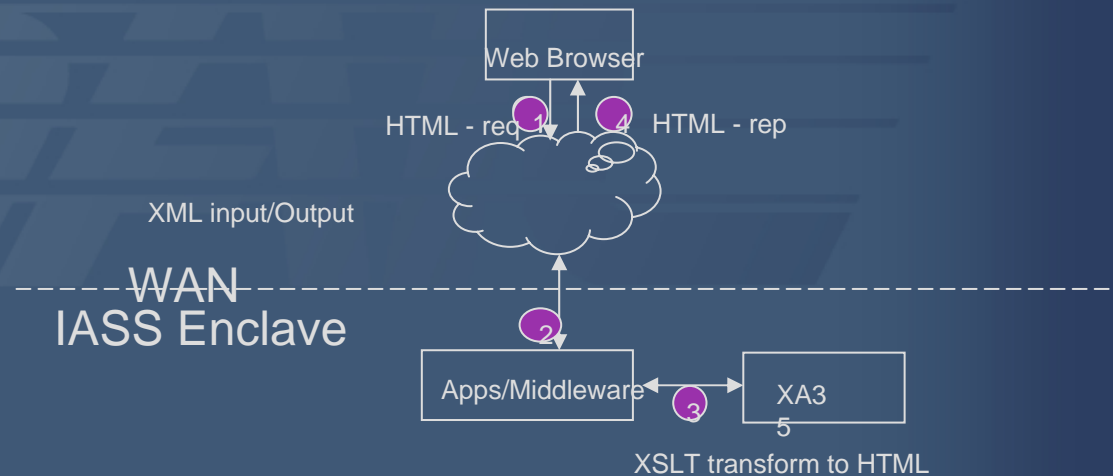 Web Browser
HTML - req
1
4
HTML - rep
XML input/Output
WAN
IASS Enclave
2
Apps/Middleware
3
XA3
5
XSLT transform to HTML